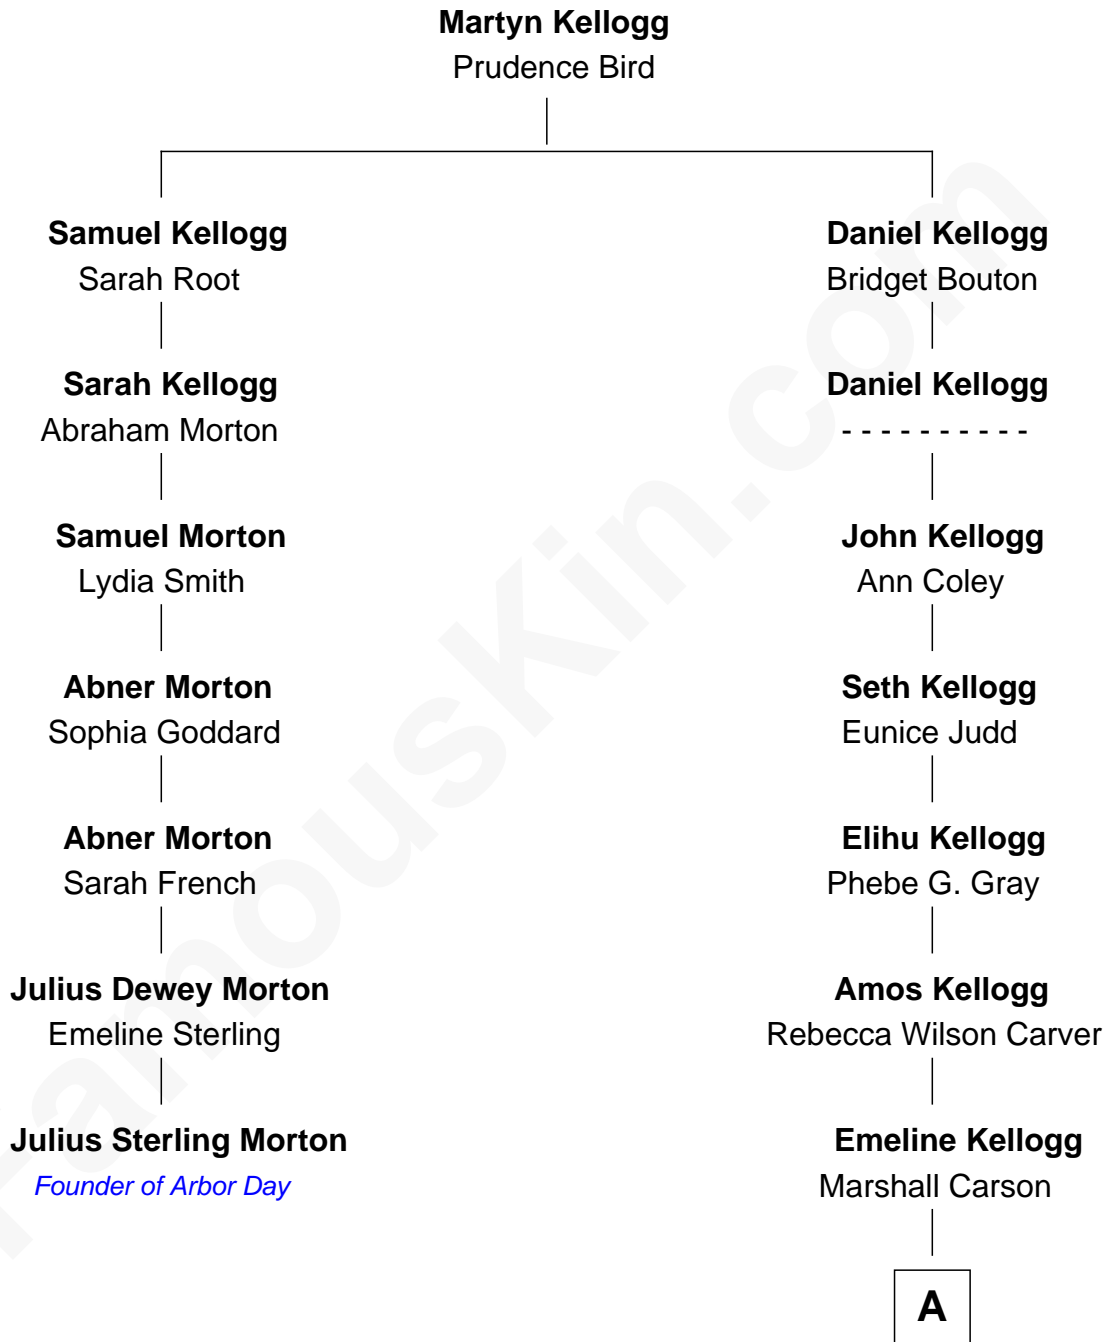 Martyn Kellogg
Prudence Bird
Samuel Kellogg
Sarah Root
Daniel Kellogg
Bridget Bouton
Sarah Kellogg
Abraham Morton
Daniel Kellogg
- - - - - - - - - -
Samuel Morton
Lydia Smith
John Kellogg
Ann Coley
Abner Morton
Sophia Goddard
Seth Kellogg
Eunice Judd
Abner Morton
Sarah French
Elihu Kellogg
Phebe G. Gray
Julius Dewey Morton
Emeline Sterling
Amos Kellogg
Rebecca Wilson Carver
Julius Sterling Morton
Founder of Arbor Day
Emeline Kellogg
Marshall Carson
A
FamousKin.com